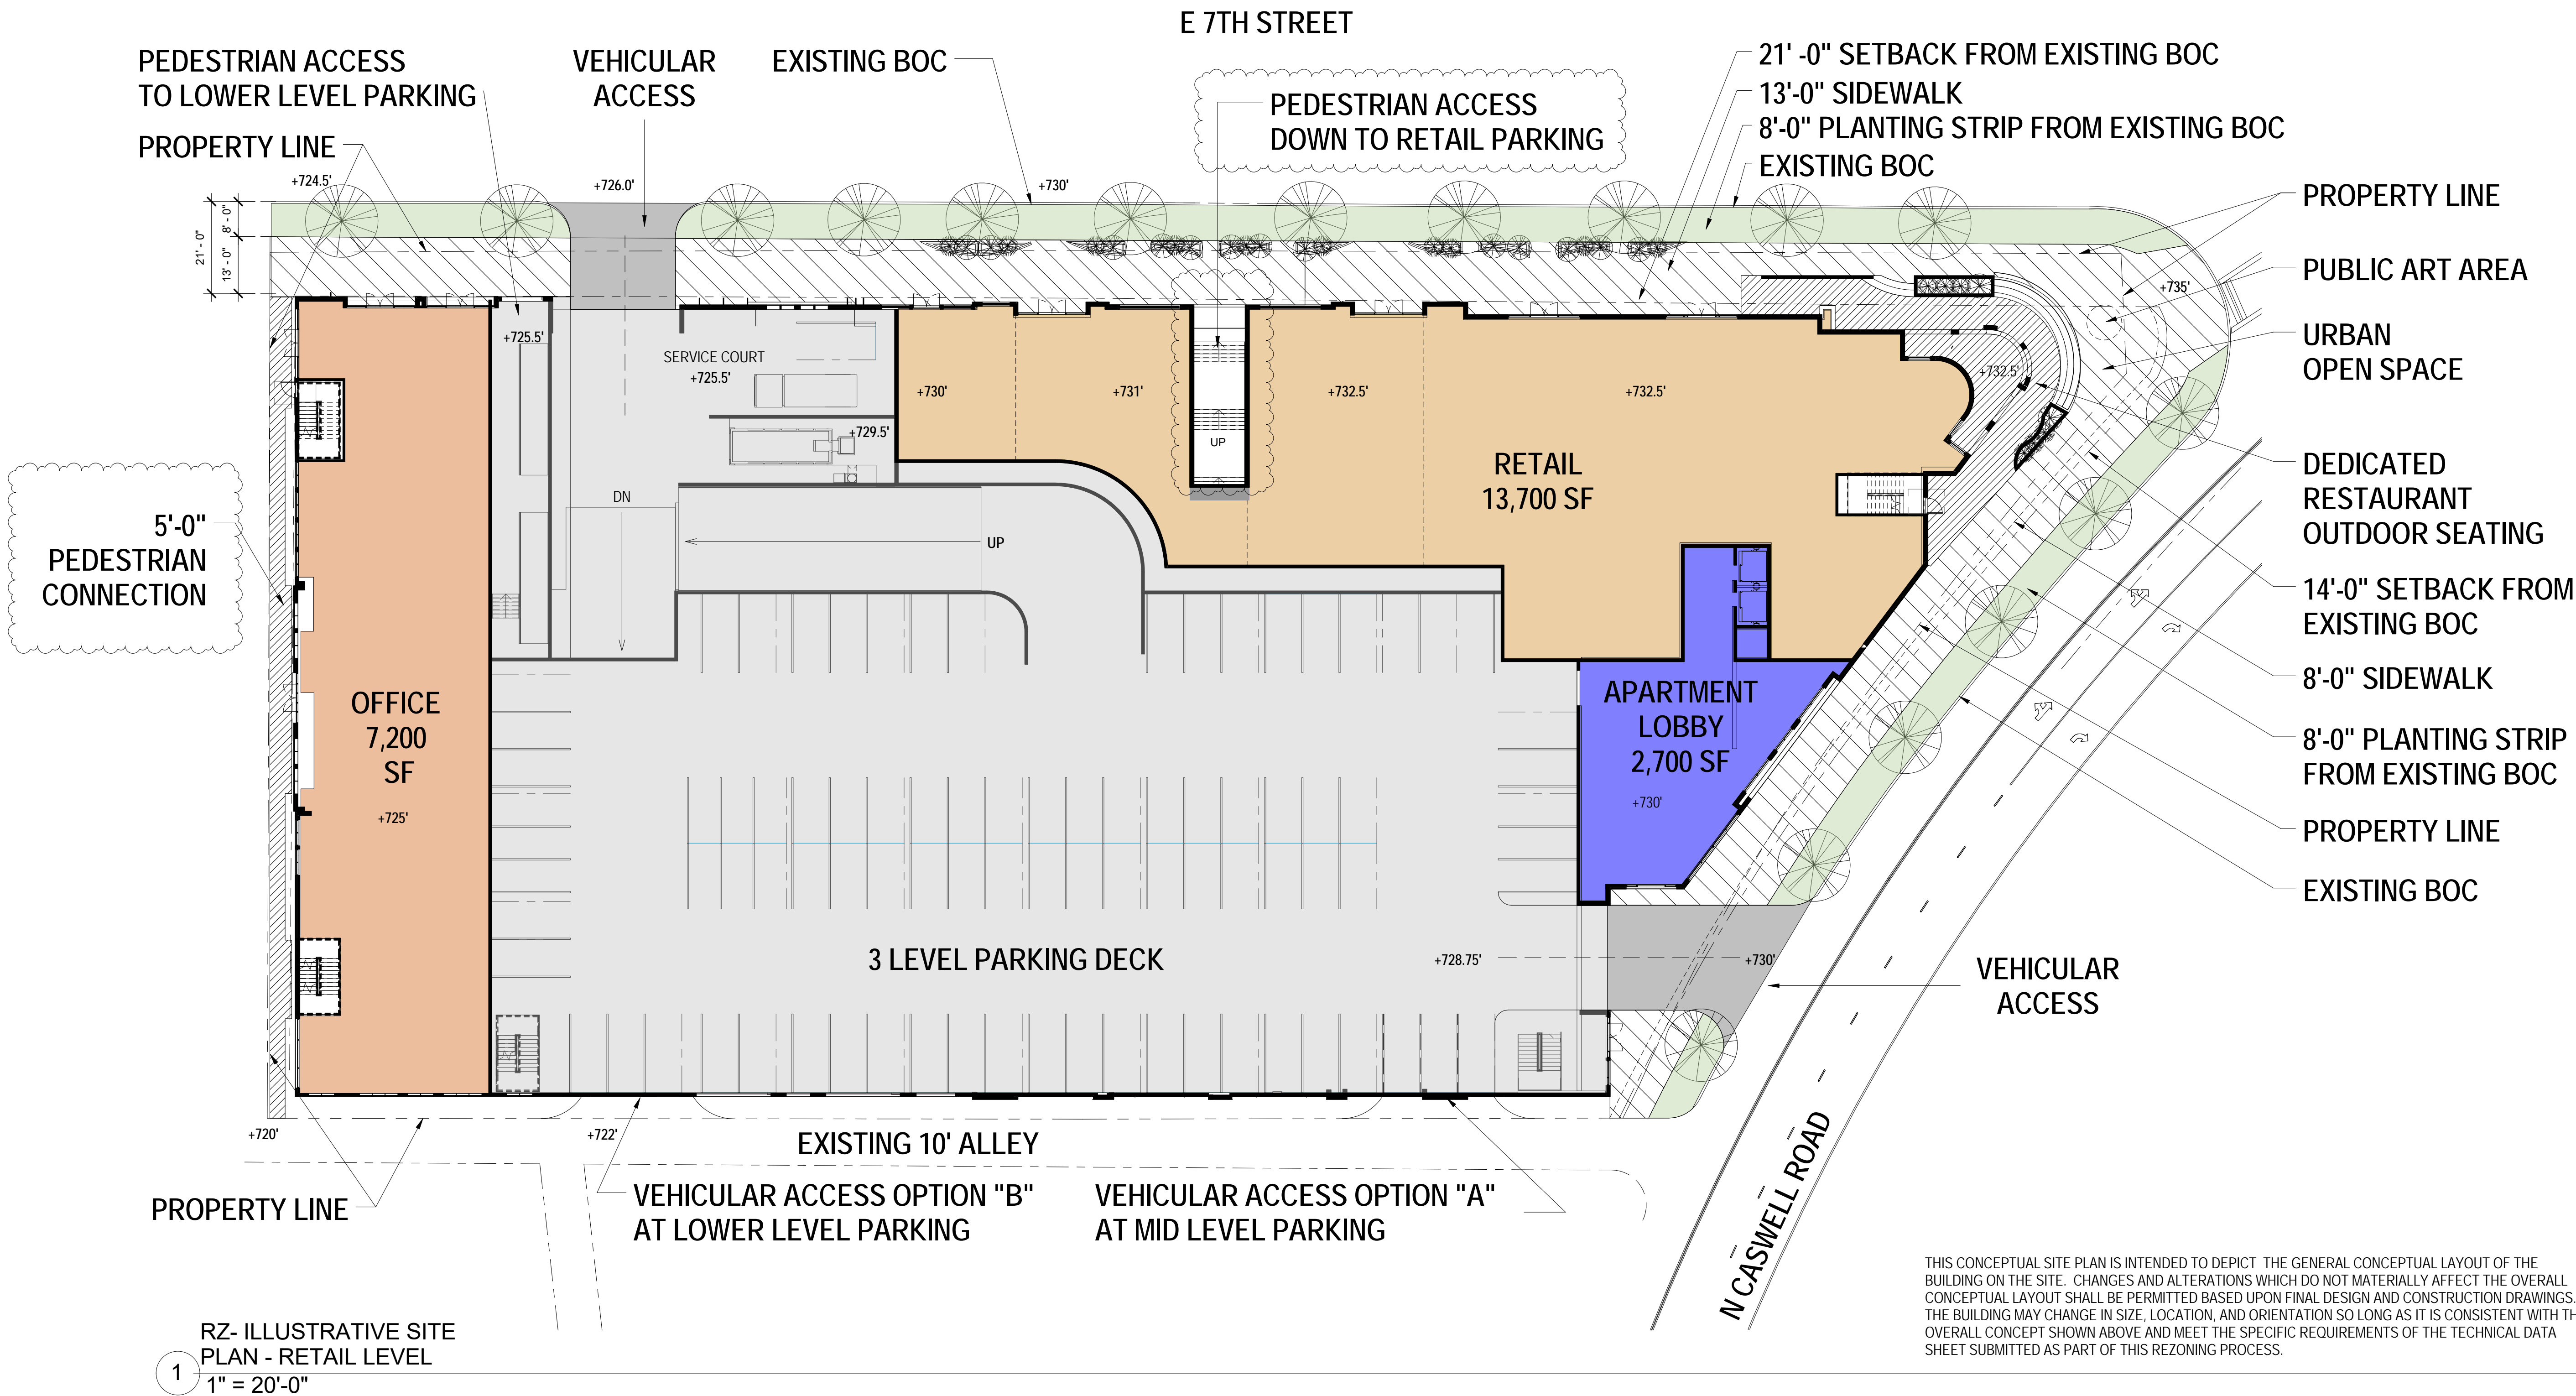 E 7TH STREET
PEDESTRIAN ACCESS
TO LOWER LEVEL PARKING
VEHICULAR
ACCESS
EXISTING BOC
PEDESTRIAN ACCESS
DOWN TO RETAIL PARKING
21' -0" SETBACK FROM EXISTING BOC
13'-0" SIDEWALK
8'-0" PLANTING STRIP FROM EXISTING BOC
EXISTING BOC
PROPERTY LINE
+724.5'
+726.0'
+730'
PROPERTY LINE
21' - 0"
8' - 0"
13' - 0"
PUBLIC ART AREA
+735'
URBAN
OPEN SPACE
+725.5'
SERVICE COURT
+725.5'
+730'
+731'
+732.5'
+732.5'
+732.5'
+729.5'
UP
RETAIL
13,700 SF
DEDICATED
RESTAURANT
OUTDOOR SEATING
5'-0"
PEDESTRIAN
CONNECTION
DN
UP
14'-0" SETBACK FROM
EXISTING BOC
8'-0" SIDEWALK
OFFICE
7,200
SF
+725'
APARTMENT
LOBBY
2,700 SF
+730'
8'-0" PLANTING STRIP
FROM EXISTING BOC
PROPERTY LINE
EXISTING BOC
3 LEVEL PARKING DECK
+728.75'
+730'
VEHICULAR
ACCESS
+720'
+722'
EXISTING 10' ALLEY
PROPERTY LINE
VEHICULAR ACCESS OPTION "B"
AT LOWER LEVEL PARKING
VEHICULAR ACCESS OPTION "A"
AT MID LEVEL PARKING
N CASWELL ROAD
THIS CONCEPTUAL SITE PLAN IS INTENDED TO DEPICT THE GENERAL CONCEPTUAL LAYOUT OF THE
BUILDING ON THE SITE. CHANGES AND ALTERATIONS WHICH DO NOT MATERIALLY AFFECT THE OVERALL
CONCEPTUAL LAYOUT SHALL BE PERMITTED BASED UPON FINAL DESIGN AND CONSTRUCTION DRAWINGS.
THE BUILDING MAY CHANGE IN SIZE, LOCATION, AND ORIENTATION SO LONG AS IT IS CONSISTENT WITH TH
OVERALL CONCEPT SHOWN ABOVE AND MEET THE SPECIFIC REQUIREMENTS OF THE TECHNICAL DATA
SHEET SUBMITTED AS PART OF THIS REZONING PROCESS.
RZ- ILLUSTRATIVE SITE
PLAN - RETAIL LEVEL
1
1" = 20'-0"